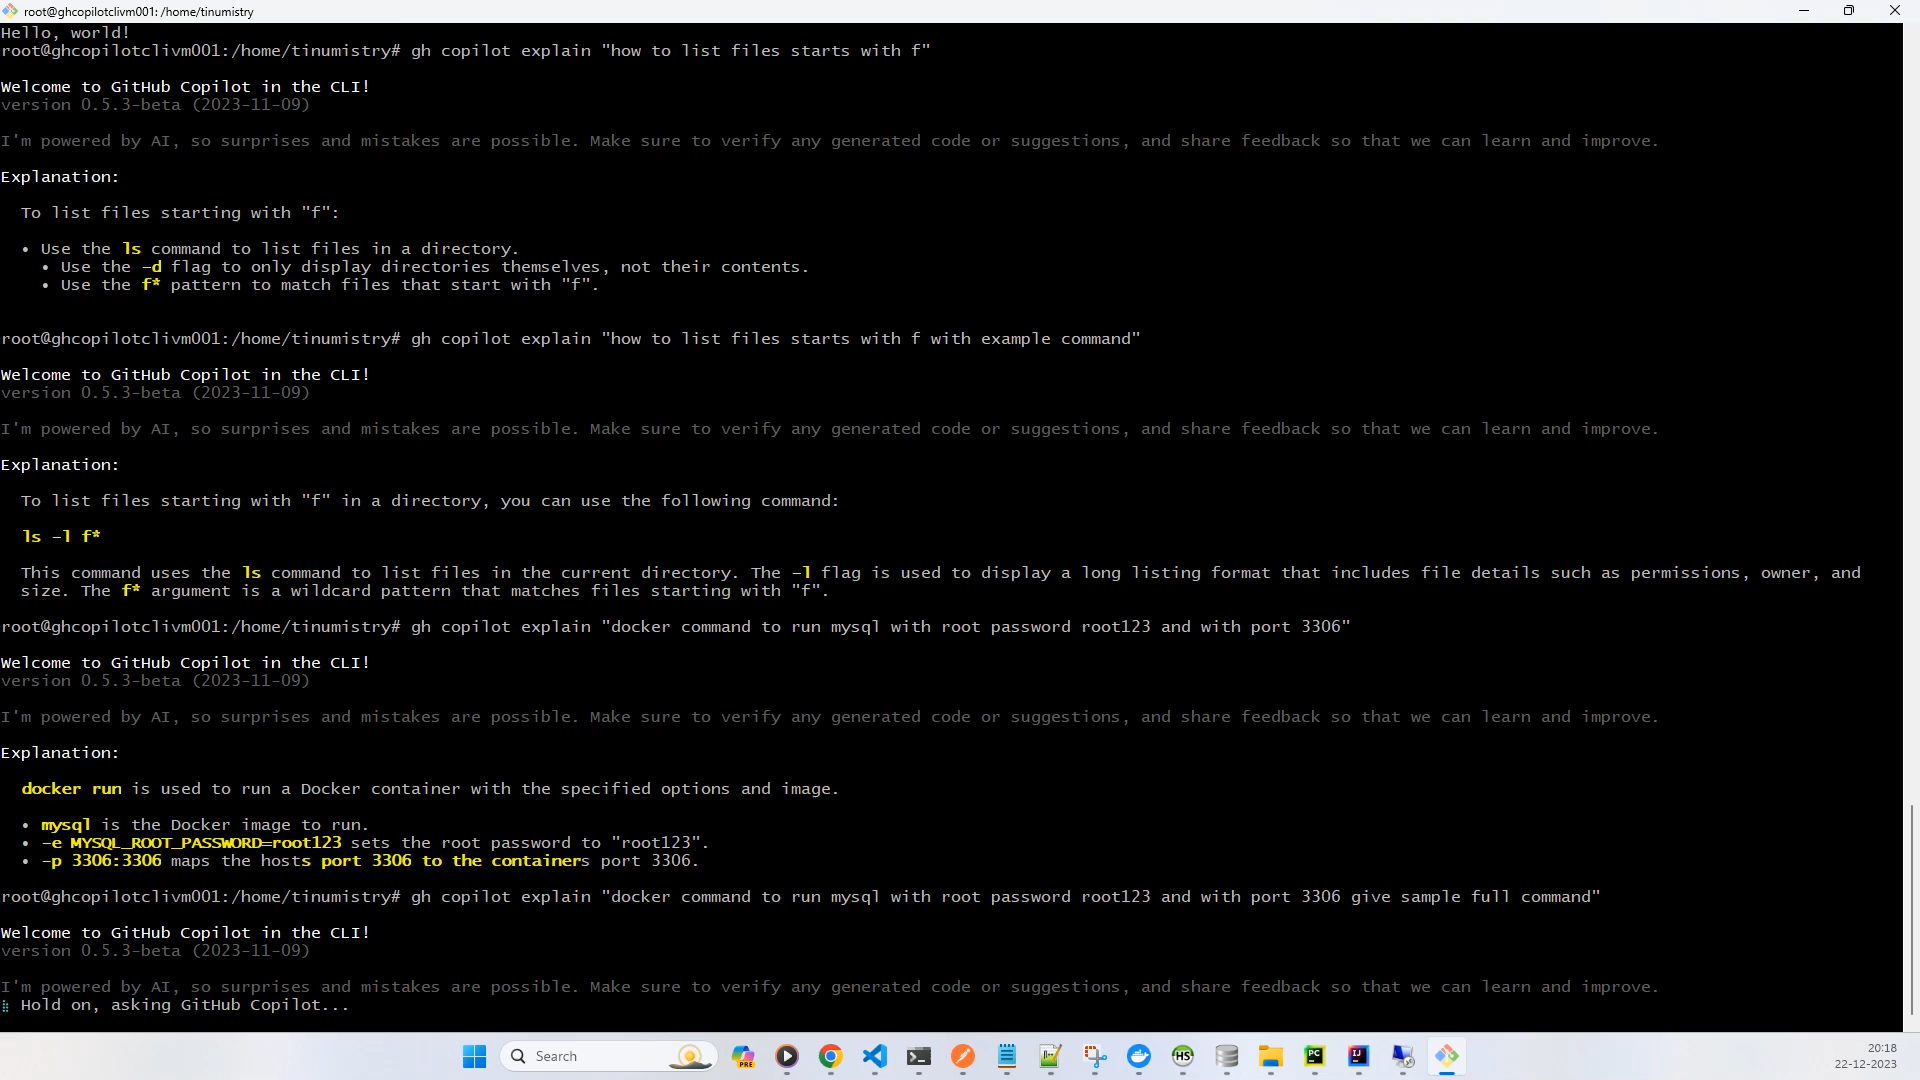 root@ghcopilotclivm001: /home/tinumistry
Hello, world!
root@ghcopilotclivm001:/home/tinumistry# gh copilot explain "how to list files starts with f"
Welcome to GitHub Copilot in the CLI!
version 0.5.3-beta (2023-11-09)
I'm powered by AI, so surprises and mistakes are possible. Make sure to verify any generated code or suggestions, and share feedback so that we can learn and improve.
Explanation:
To list files starting with "f":
• Use the ls command to list files in a directory.
• Use the -d flag to only display directories themselves, not their contents.
• Use the f* pattern to match files that start with "f".
root@ghcopilotclivm001:/home/tinumistry# gh copilot explain "how to list files starts with f with example command"
Welcome to GitHub Copilot in the CLI!
version 0.5.3-beta (2023-11-09)
I'm powered by AI, so surprises and mistakes are possible. Make sure to verify any generated code or suggestions, and share feedback so that we can learn and improve.
Explanation:
To list files starting with "f" in a directory, you can use the following command:
ls -l f*
This command uses the ls command to list files in the current directory. The -l flag is used to display a long listing format that includes file details such as permissions, owner, and
size. The f* argument is a wildcard pattern that matches files starting with "f".
root@ghcopilotclivm001:/home/tinumistry# gh copilot explain "docker command to run mysql with root password root123 and with port 3306"
Welcome to GitHub Copilot in the CLI!
version 0.5.3-beta (2023-11-09)
I'm powered by AI, so surprises and mistakes are possible. Make sure to verify any generated code or suggestions, and share feedback so that we can learn and improve.
Explanation:
docker run is used to run a Docker container with the specified options and image.
• mysql is the Docker image to run.
• -e MYSQL_ROOT_PASSWORD=root123 sets the root password to "root123".
• -p 3306:3306 maps the hosts port 3306 to the containers port 3306.
root@ghcopilotclivm001:/home/tinumistry# gh copilot explain "docker command to run mysql with root password root123 and with port 3306 give sample full command"
Welcome to GitHub Copilot in the CLI!
version 0.5.3-beta (2023-11-09)
I'm powered by AI, so surprises and mistakes are possible. Make sure to verify any generated code or suggestions, and share feedback so that we can learn and improve.
Hold on, asking GitHub Copilot...
Search
PRE
HS
PC
IJ
20:18
22-12-2023